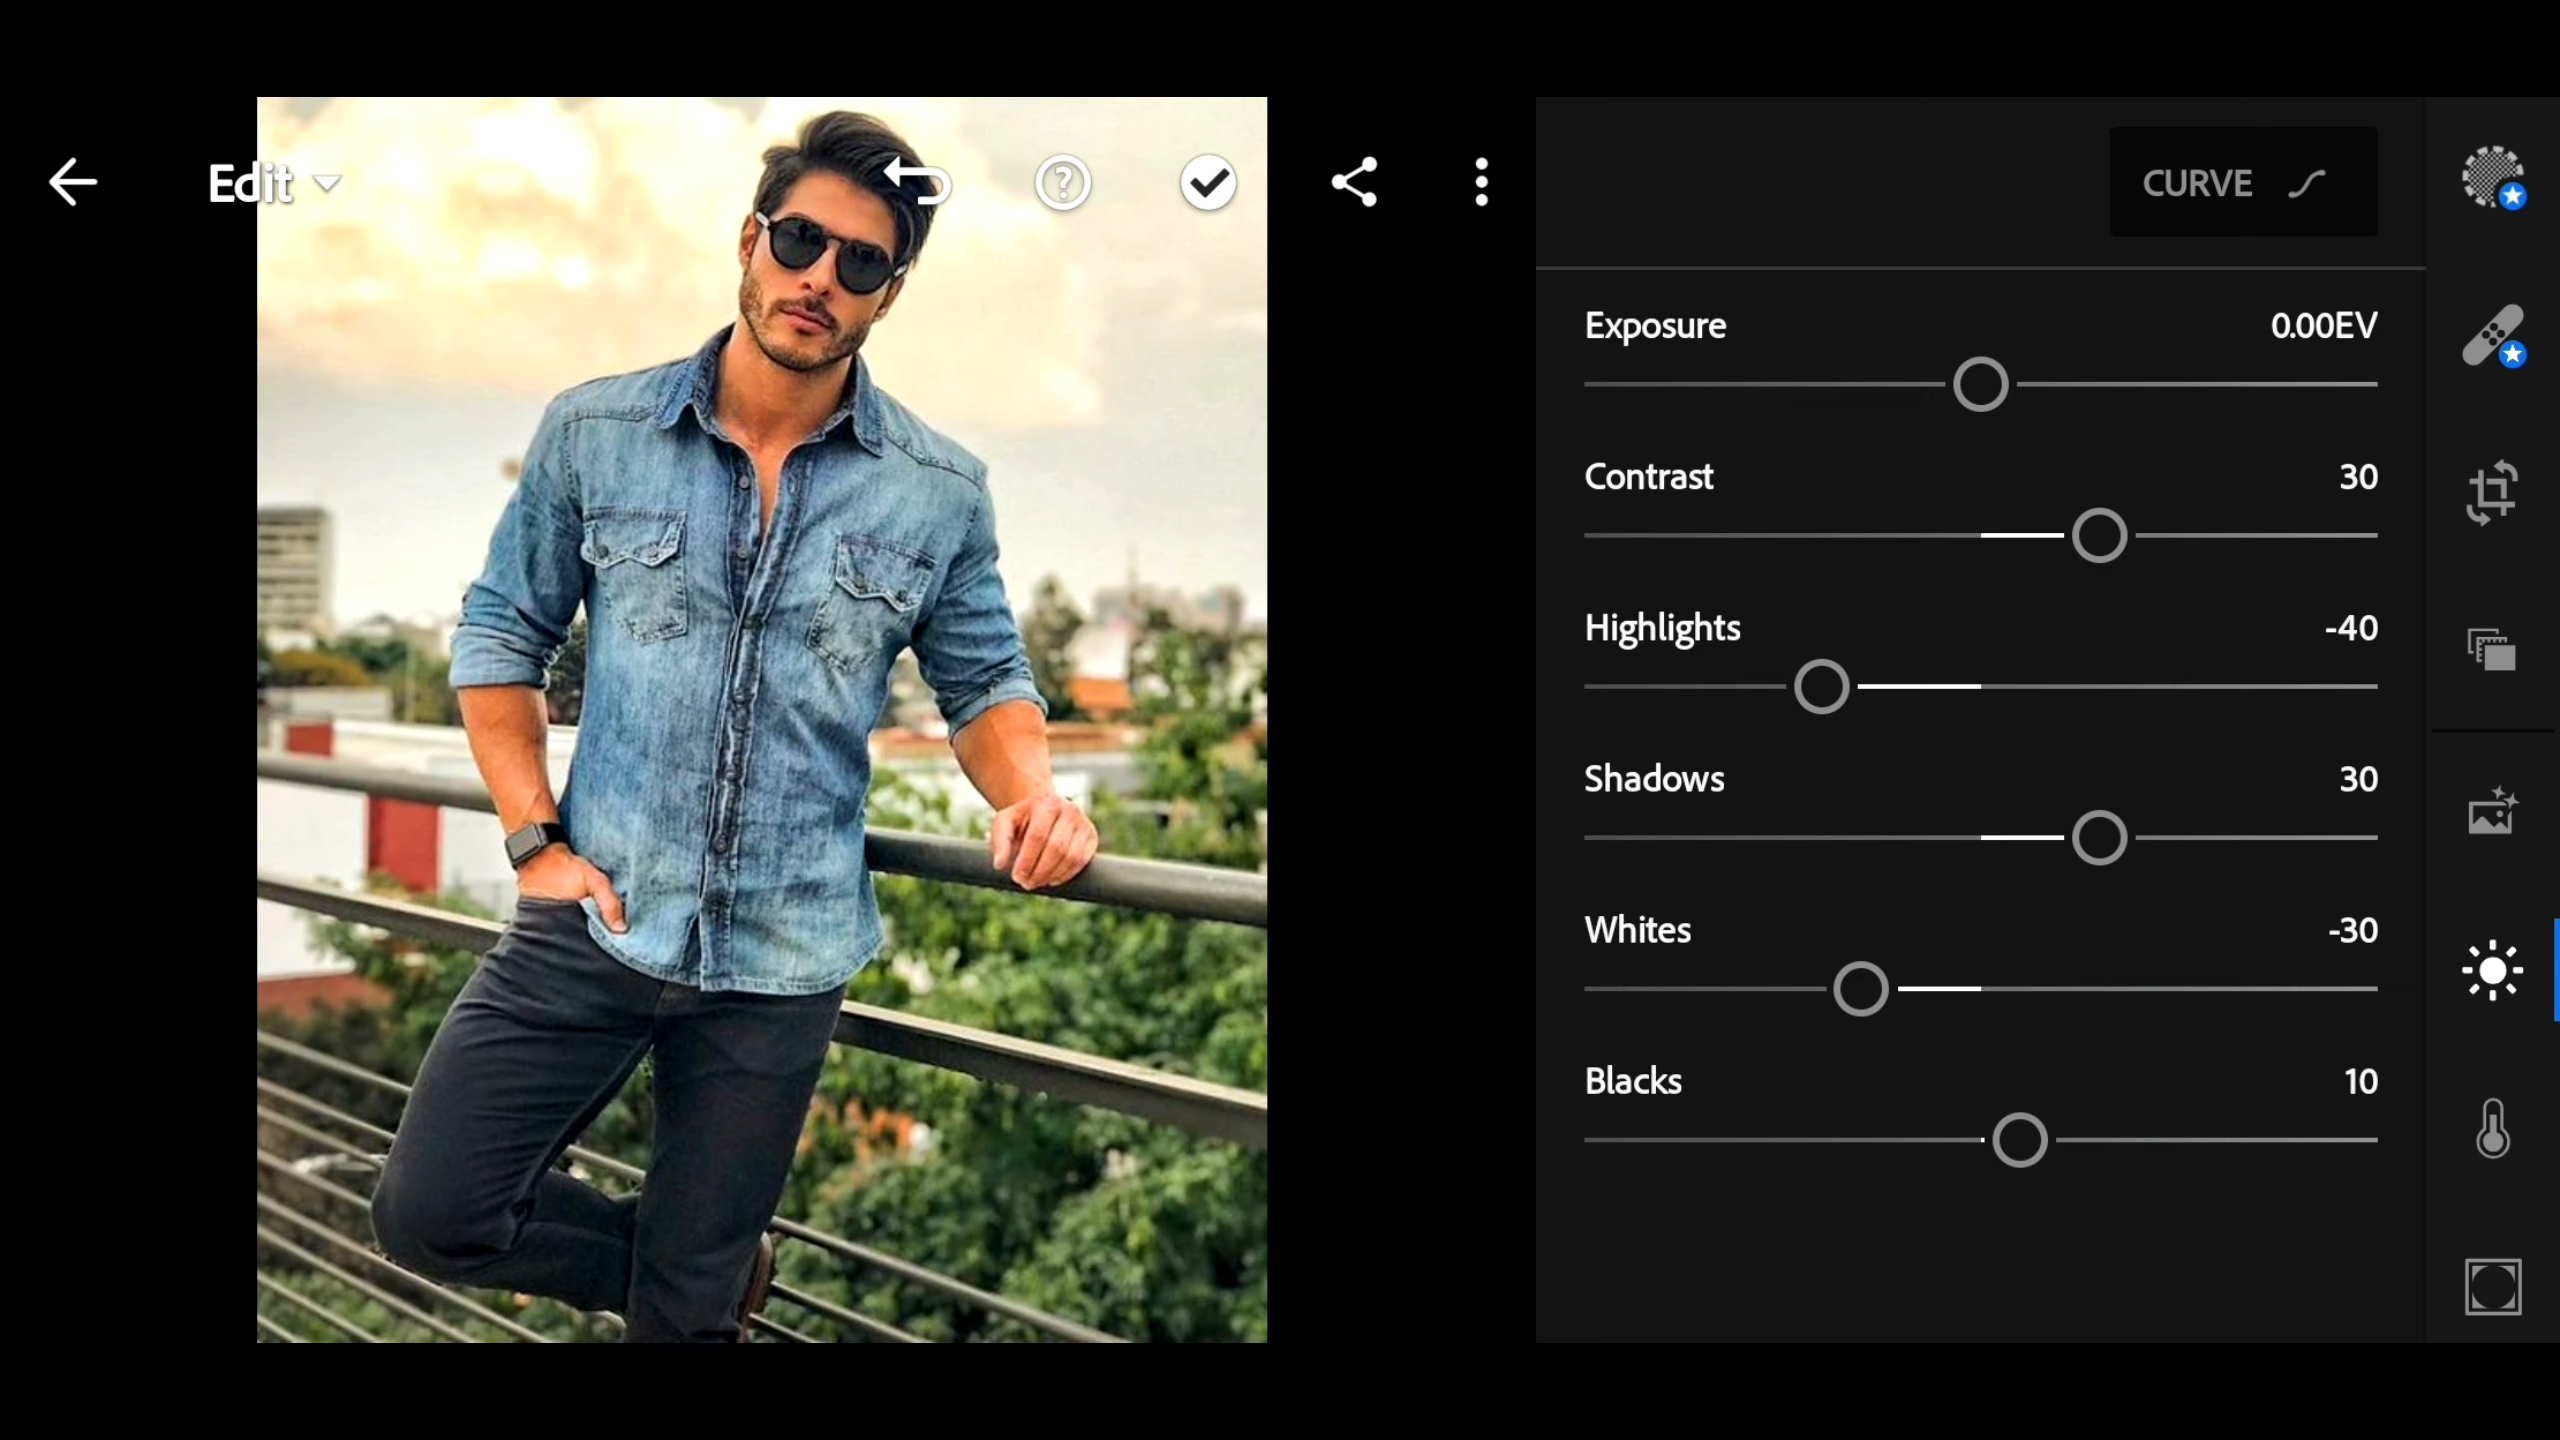 Edit
CURVE
Exposure 0.00EV
Contrast 30
Highlights -40
Shadows 30
Whites -30
Blacks 10